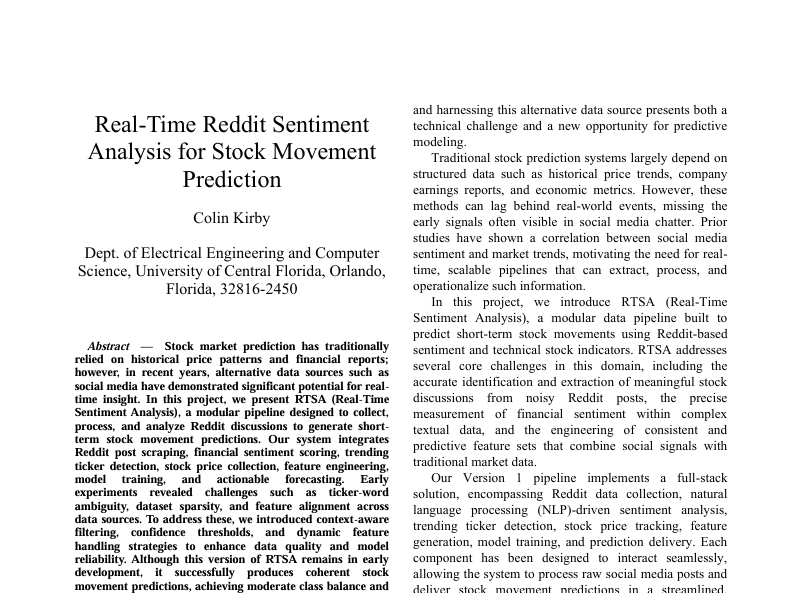 Real-Time Reddit Sentiment
Analysis for Stock Movement
Prediction
Colin Kirby
Dept. of Electrical Engineering and Computer
Science, University of Central Florida, Orlando,
Florida, 32816-2450
Abstract — Stock market prediction has traditionally
relied on historical price patterns and financial reports;
however, in recent years, alternative data sources such as
social media have demonstrated significant potential for real-
time insight. In this project, we present RTSA (Real-Time
Sentiment Analysis), a modular pipeline designed to collect,
process, and analyze Reddit discussions to generate short-
term stock movement predictions. Our system integrates
Reddit post scraping, financial sentiment scoring, trending
ticker detection, stock price collection, feature engineering,
model training, and actionable forecasting. Early
experiments revealed challenges such as ticker-word
ambiguity, dataset sparsity, and feature alignment across
data sources. To address these, we introduced context-aware
filtering, confidence thresholds, and dynamic feature
handling strategies to enhance data quality and model
reliability. Although this version of RTSA remains in early
development, it successfully produces coherent stock
movement predictions, achieving moderate class balance and
and harnessing this alternative data source presents both a
technical challenge and a new opportunity for predictive
modeling.
Traditional stock prediction systems largely depend on
structured data such as historical price trends, company
earnings reports, and economic metrics. However, these
methods can lag behind real-world events, missing the
early signals often visible in social media chatter. Prior
studies have shown a correlation between social media
sentiment and market trends, motivating the need for real-
time, scalable pipelines that can extract, process, and
operationalize such information.
In this project, we introduce RTSA (Real-Time
Sentiment Analysis), a modular data pipeline built to
predict short-term stock movements using Reddit-based
sentiment and technical stock indicators. RTSA addresses
several core challenges in this domain, including the
accurate identification and extraction of meaningful stock
discussions from noisy Reddit posts, the precise
measurement of financial sentiment within complex
textual data, and the engineering of consistent and
predictive feature sets that combine social signals with
traditional market data.
Our Version 1 pipeline implements a full-stack
solution, encompassing Reddit data collection, natural
language processing (NLP)-driven sentiment analysis,
trending ticker detection, stock price tracking, feature
generation, model training, and prediction delivery. Each
component has been designed to interact seamlessly,
allowing the system to process raw social media posts and
deliver stock movement predictions in a streamlined,